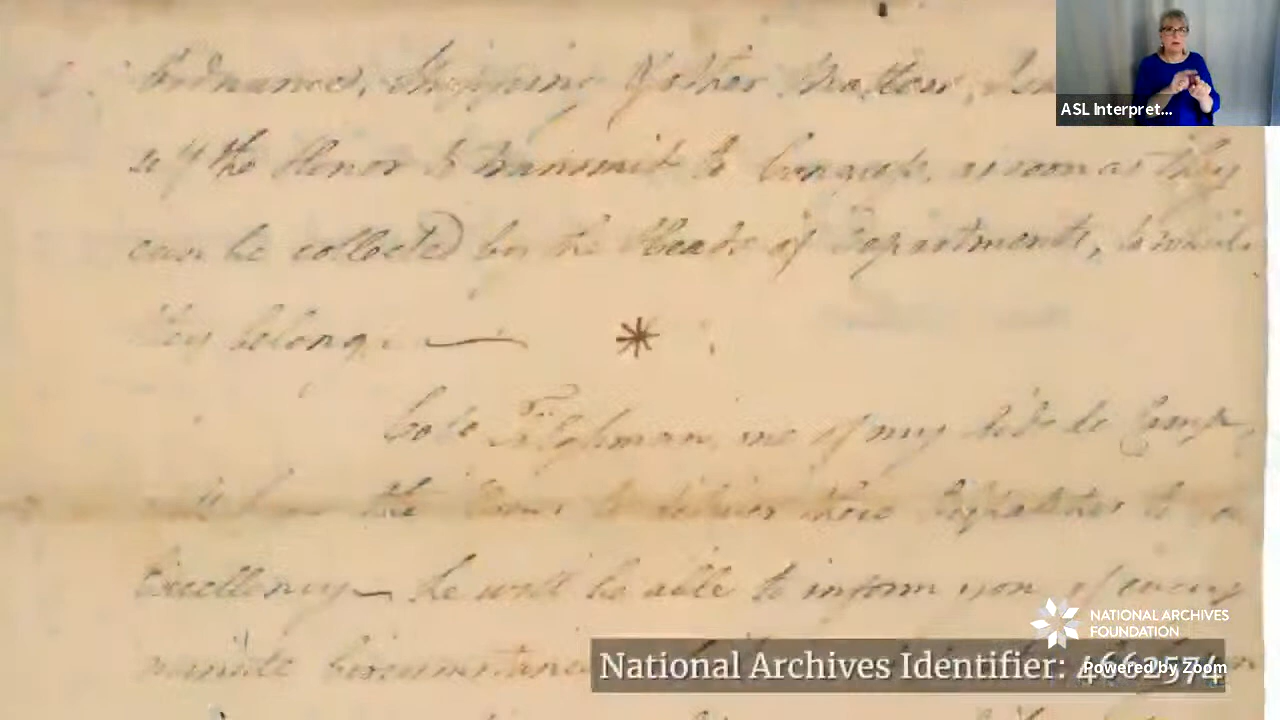 Ordnance, Shipping & other Matters,
the Honor to transmit to Congress, as soon as they
can be collected by the Heads of Departments, to which
they belong. *
Colo Tilghman, one of my Aids de Camp,
will have the Honor to deliver these Dispatches to
Excellency he will be able to inform you of every
minute Circumstance
ASL Interpret...
NATIONAL ARCHIVES
FOUNDATION
National Archives Identifier: 4662574
Powered by Zoom